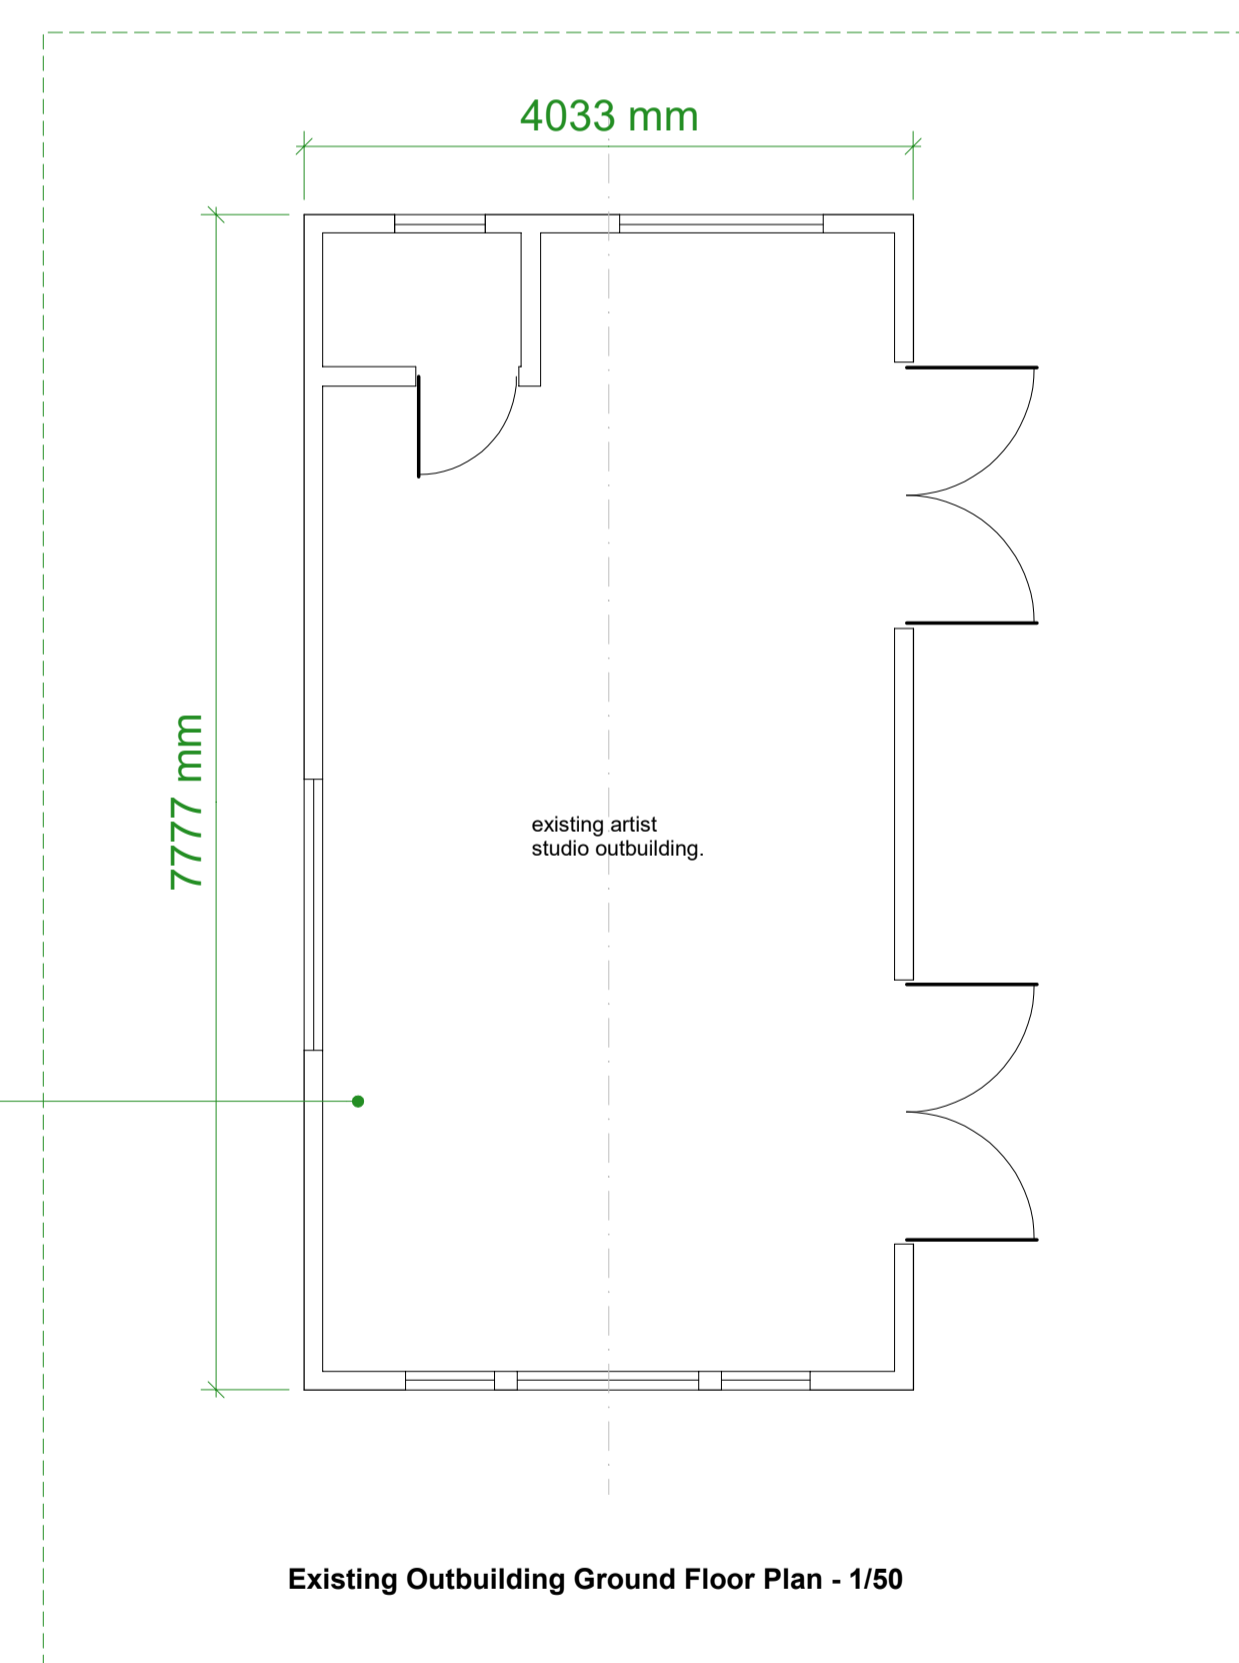 4033 mm
7777 mm
existing artist
studio outbuilding.
Existing Outbuilding Ground Floor Plan - 1/50